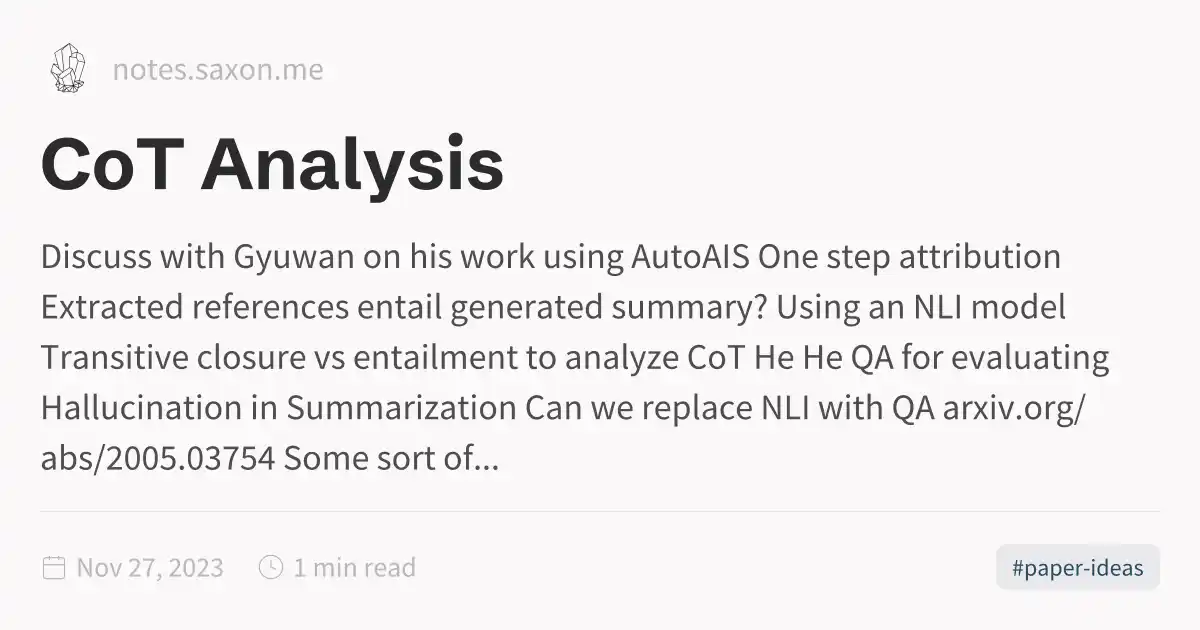 notes.saxon.me
CoT Analysis
Discuss with Gyuwan on his work using AutoAIS One step attribution
Extracted references entail generated summary? Using an NLI model
Transitive closure vs entailment to analyze CoT He He QA for evaluating
Hallucination in Summarization Can we replace NLI with QA arxiv.org/
abs/2005.03754 Some sort of...
Nov 27, 2023 1 min read #paper-ideas